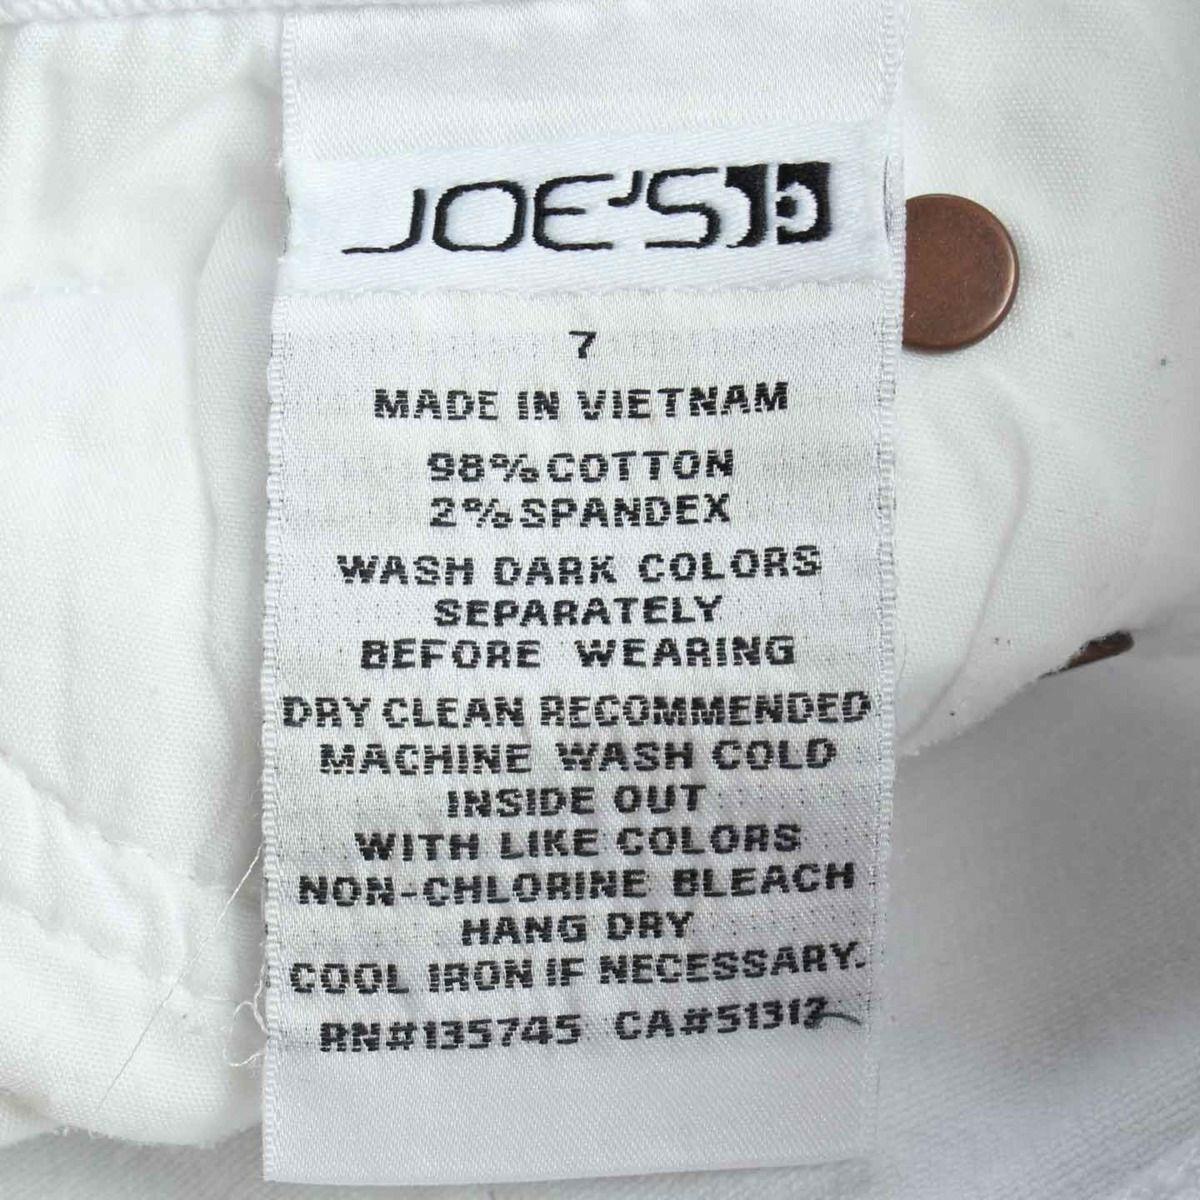 JOE'S
7
MADE IN VIETNAM
98% COTTON
2% SPANDEX
WASH DARK COLORS
SEPARATELY
BEFORE WEARING
DRY CLEAN RECOMMENDED
MACHINE WASH COLD
INSIDE OUT
WITH LIKE COLORS
NON-CHLORINE BLEACH
HANG DRY
COOL IRON IF NECESSARY.
RN#135745 CA#51312